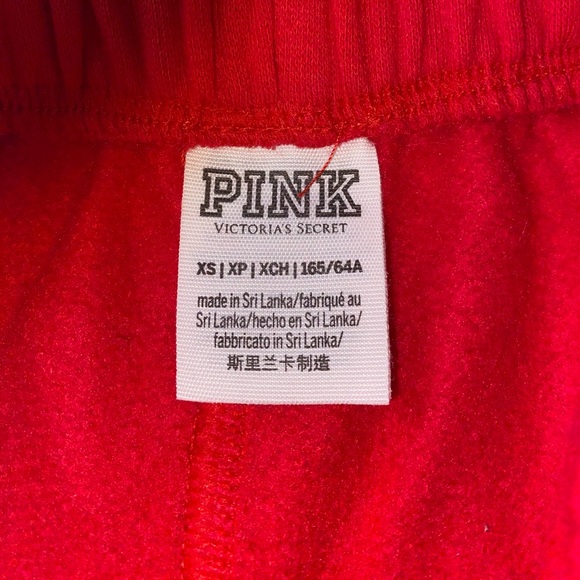 PINK
VICTORIA'S SECRET
XS | XP | XCH | 165/64A
made in Sri Lanka/fabriqué au
Sri Lanka/hecho en Sri Lanka/
fabbricato in Sri Lanka/
斯里兰卡制造